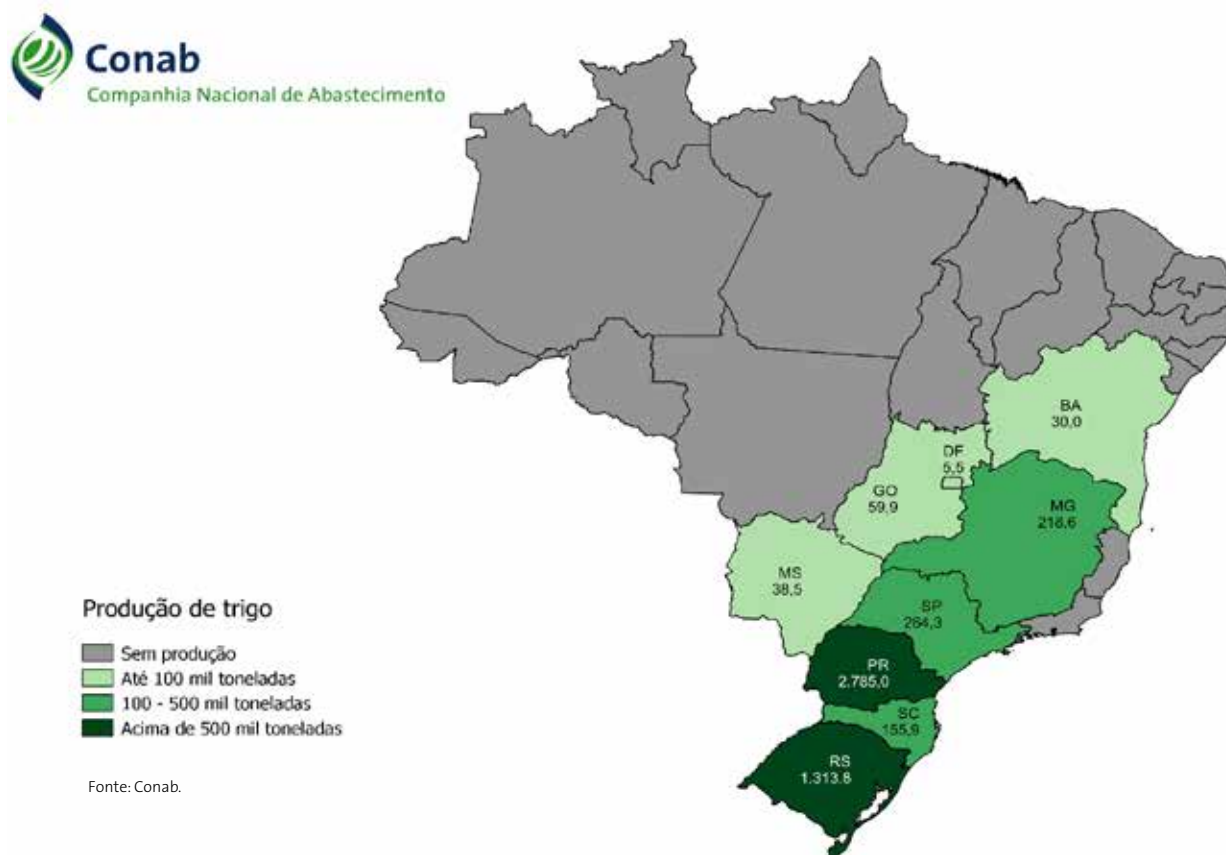 Conab
Companhia Nacional de Abastecimento
BA
30,0
DF
5,5
GO
59,9
MG
218,6
MS
38,5
SP
264,3
PR
2.785,0
SC
155,9
RS
1.313,8
Produção de trigo
Sem produção
Até 100 mil toneladas
100 - 500 mil toneladas
Acima de 500 mil toneladas
Fonte: Conab.